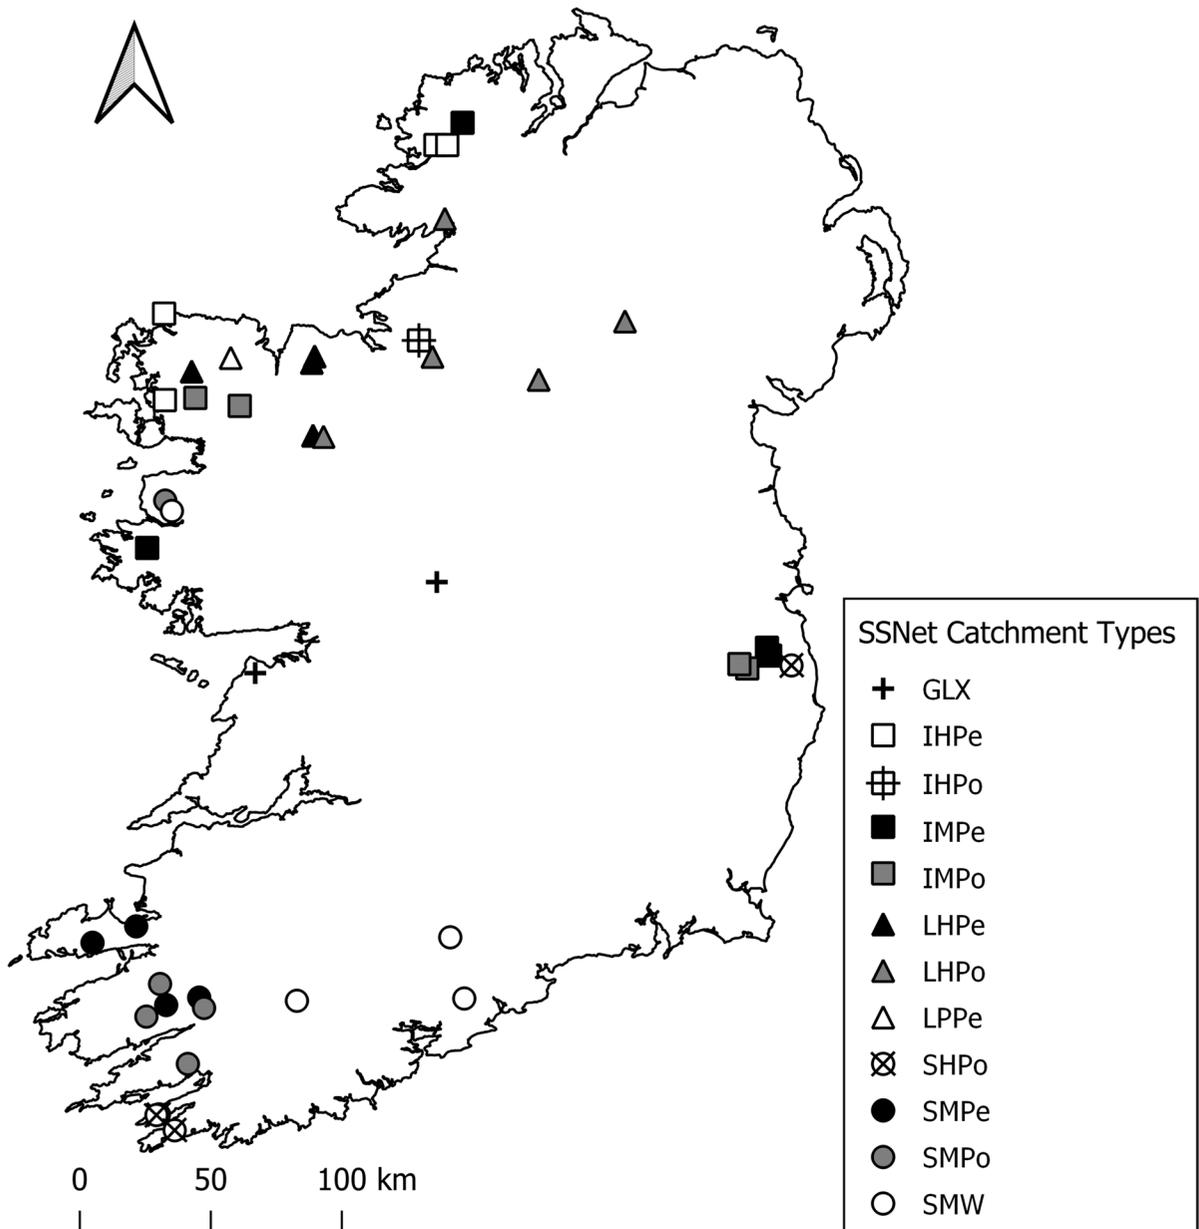 SSNet Catchment Types
GLX
IHPe
IHPo
IMPe
IMPo
LHPe
LHPo
LPPe
SHPo
SMPe
SMPo
SMW
0 50 100 km